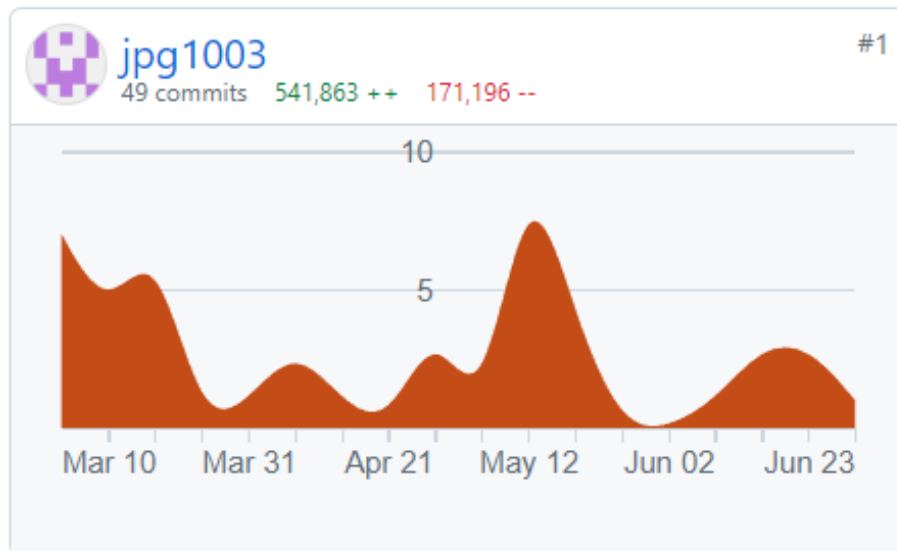 jpg1003
#1
49 commits 541,863 ++ 171,196 --
10
5
Mar 10 Mar 31 Apr 21 May 12 Jun 02 Jun 23